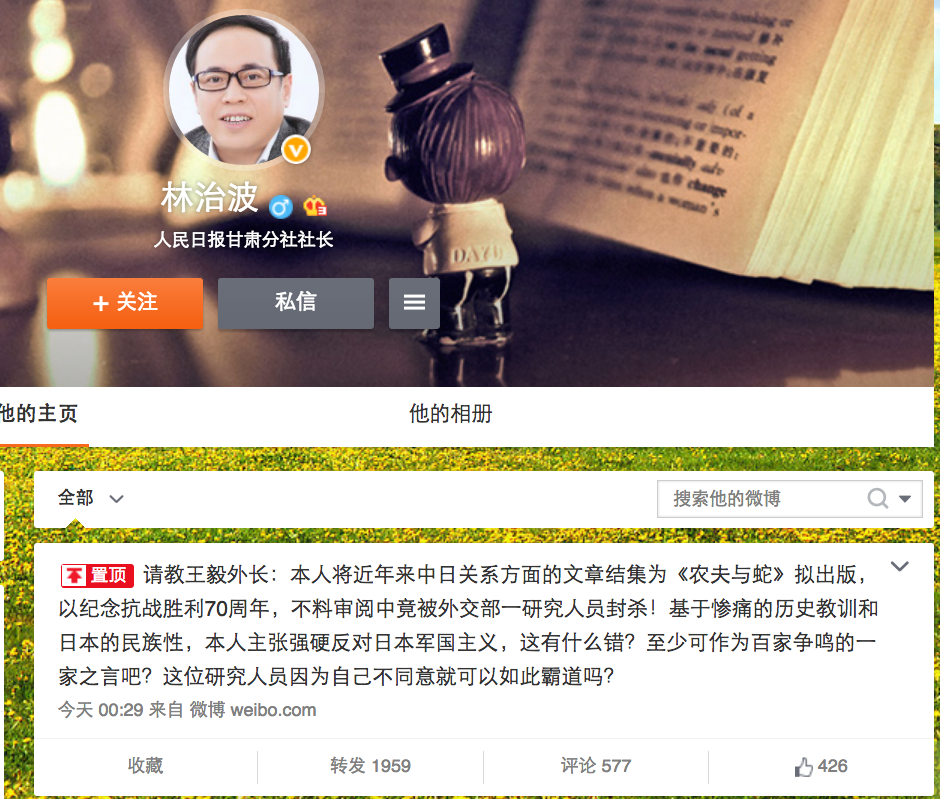 林治波
人民日报甘肃分社社长
+ 关注
私信
DAYU
change
woman's
他的主页
他的相册
全部
搜索他的微博
置顶 请教王毅外长：本人将近年来中日关系方面的文章结集为《农夫与蛇》拟出版，
以纪念抗战胜利70周年，不料审阅中竟被外交部一研究人员封杀！基于惨痛的历史教训和
日本的民族性，本人主张强硬反对日本军国主义，这有什么错？至少可作为百家争鸣的一
家之言吧？这位研究人员因为自己不同意就可以如此霸道吗？
今天 00:29 来自 微博 weibo.com
收藏
转发 1959
评论 577
426